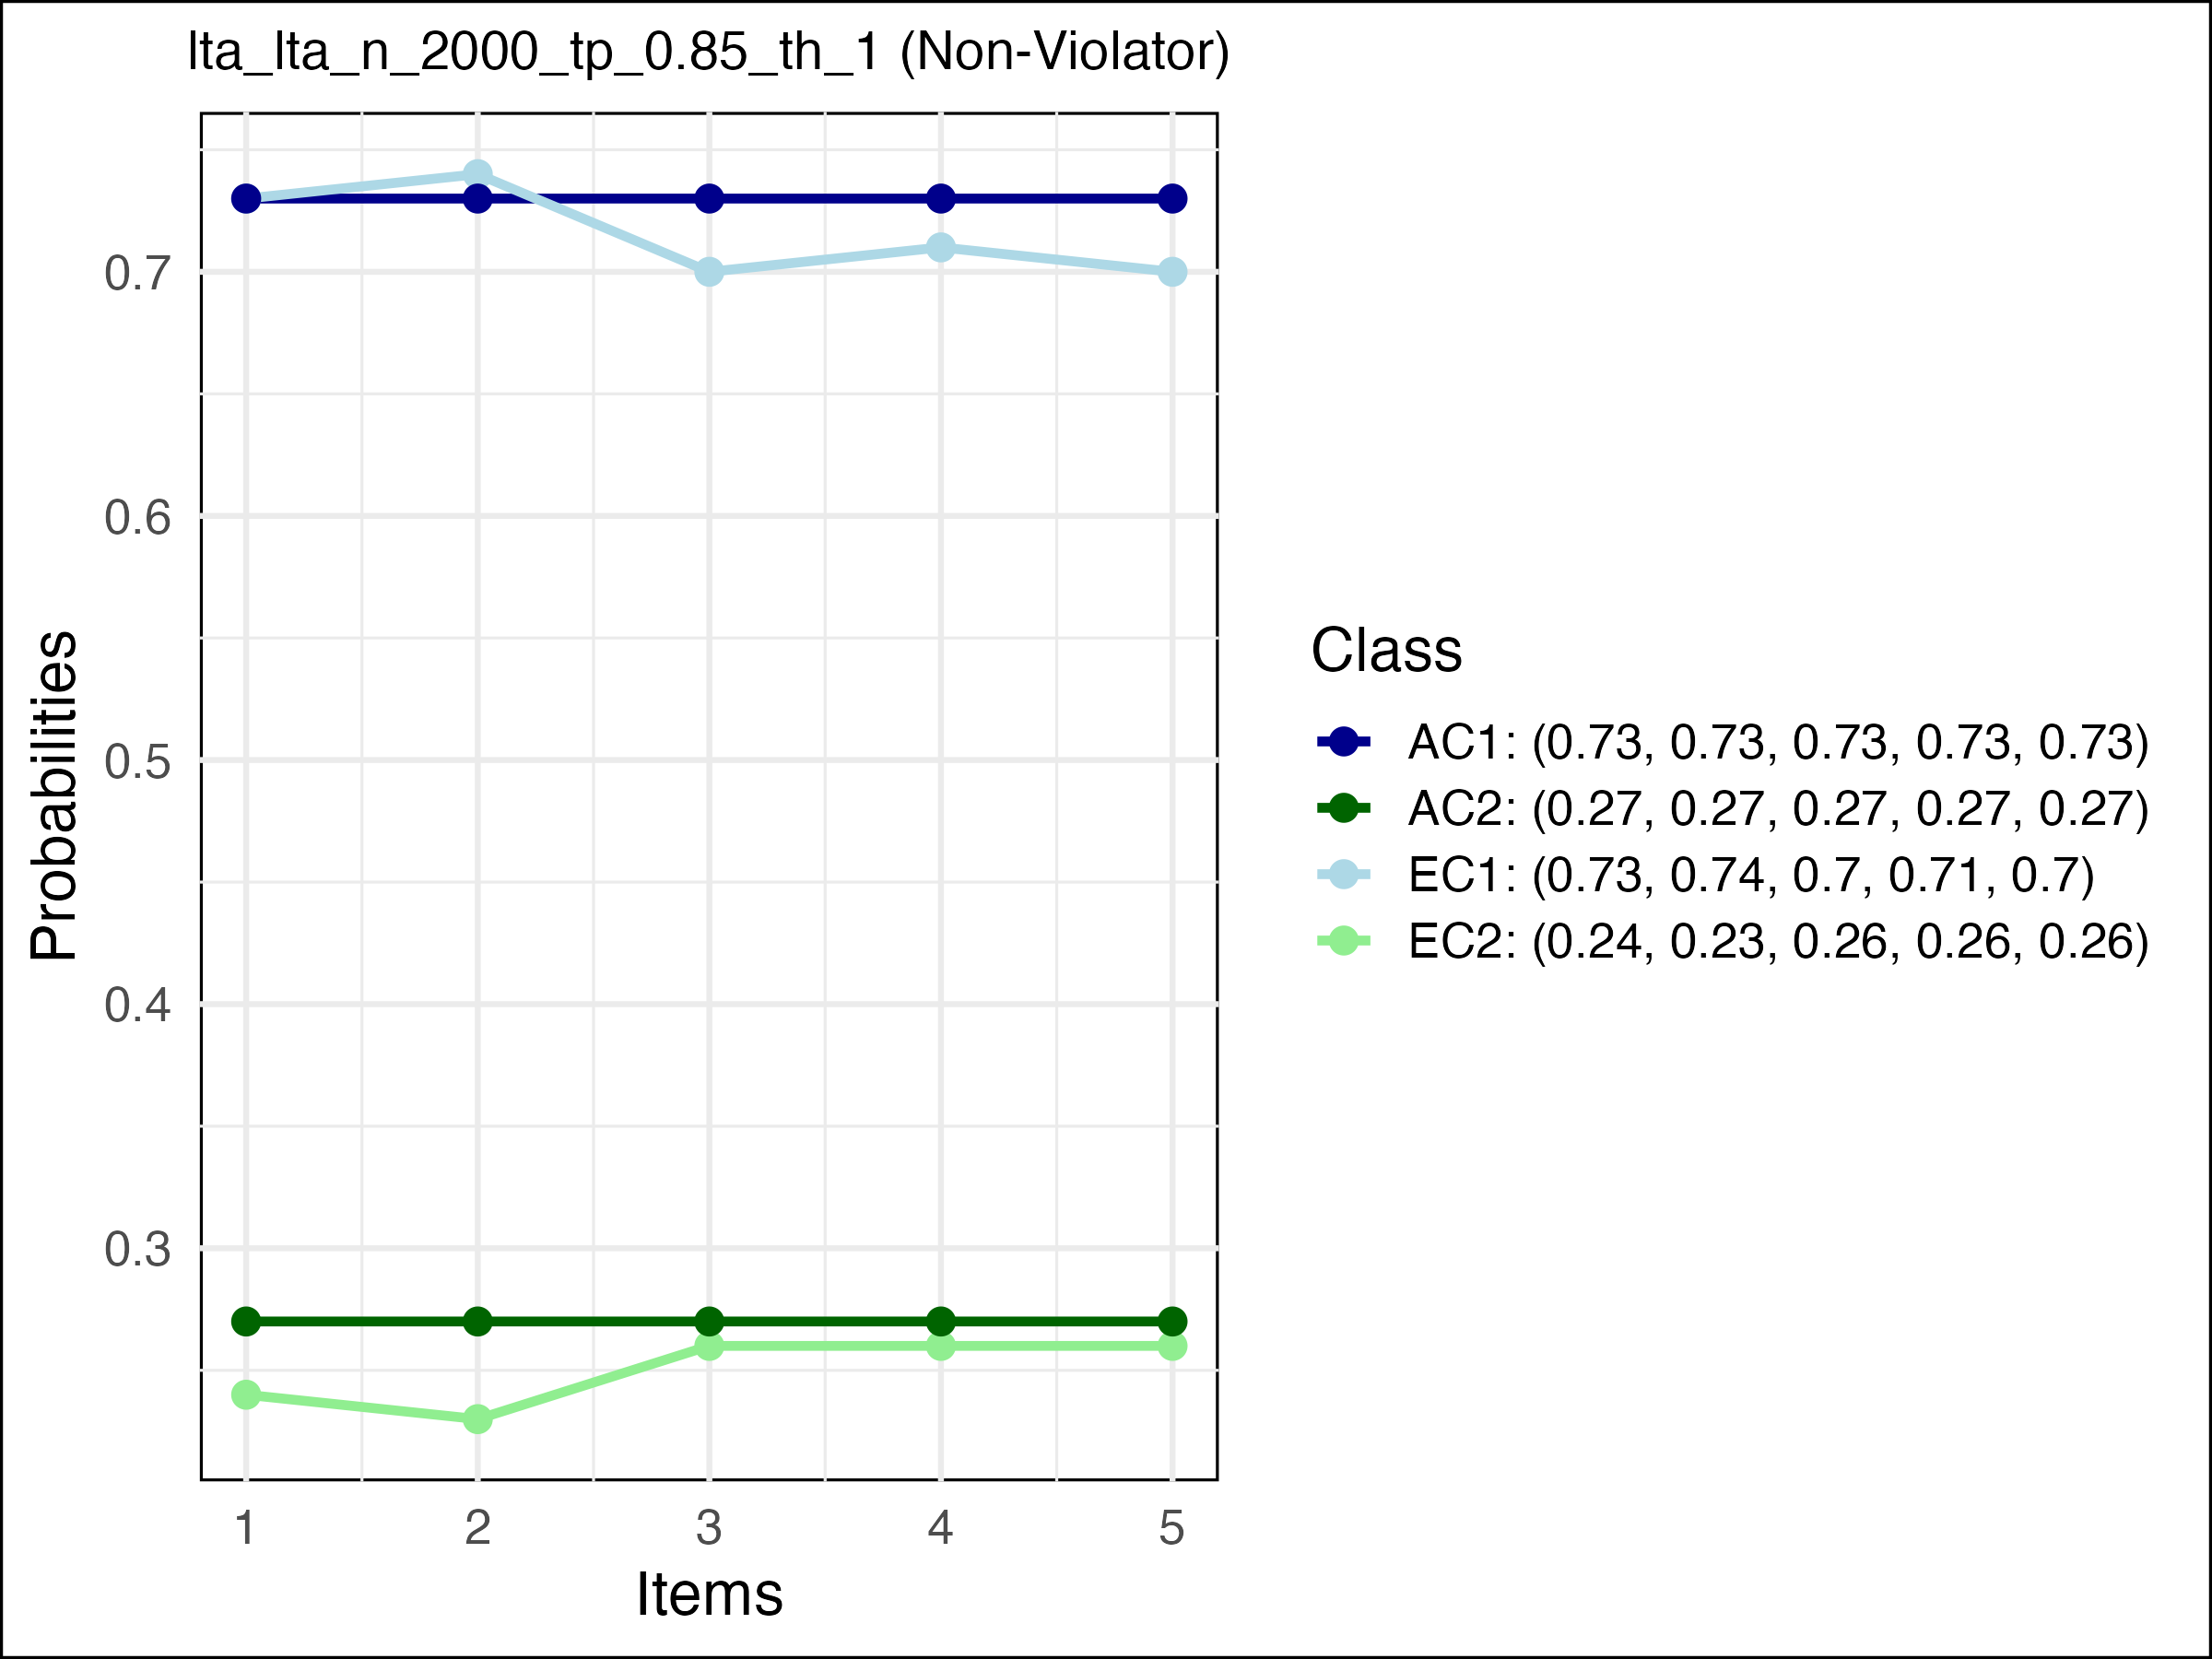 lta_lta_n_2000_tp_0.85_th_1 (Non-Violator)
0.7
0.6
0.5
0.4
0.3
Probabilities
1 2 3 4 5
Items
Class
AC1: (0.73, 0.73, 0.73, 0.73, 0.73)
AC2: (0.27, 0.27, 0.27, 0.27, 0.27)
EC1: (0.73, 0.74, 0.7, 0.71, 0.7)
EC2: (0.24, 0.23, 0.26, 0.26, 0.26)